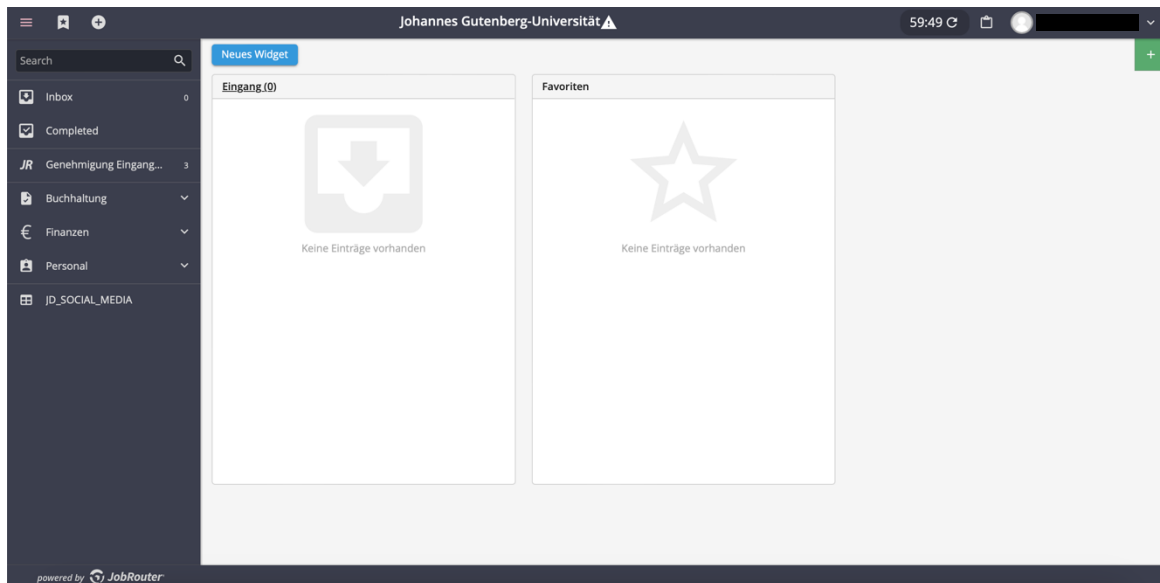 Johannes Gutenberg-Universität
59:49
Search
Neues Widget
Inbox 0
Completed
JR Genehmigung Eingang... 3
Buchhaltung
Finanzen
Personal
JD_SOCIAL_MEDIA
Eingang (0)
Keine Einträge vorhanden
Favoriten
Keine Einträge vorhanden
powered by JobRouter